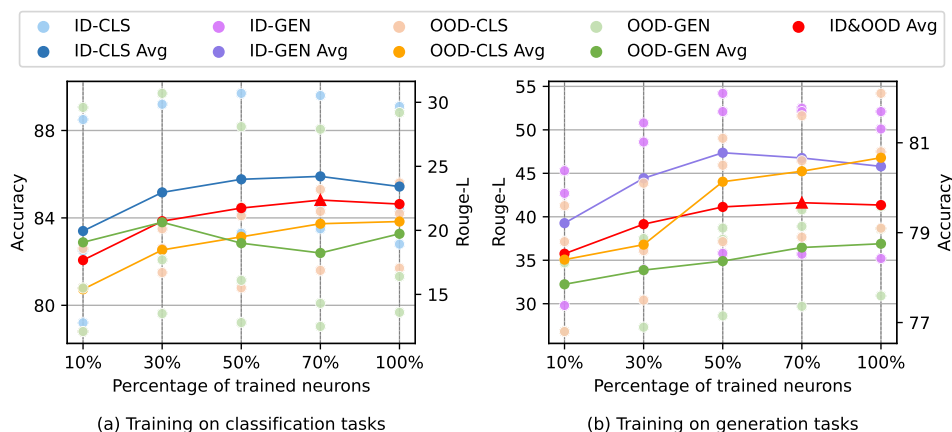 ID-CLS ID-GEN OOD-CLS OOD-GEN ID&OOD Avg
ID-CLS Avg ID-GEN Avg OOD-CLS Avg OOD-GEN Avg
Accuracy
88
84
80
30
25
20
15
Rouge-L
10% 30% 50% 70% 100%
Percentage of trained neurons
(a) Training on classification tasks
Rouge-L
55
50
45
40
35
30
81
79
77
Accuracy
10% 30% 50% 70% 100%
Percentage of trained neurons
(b) Training on generation tasks